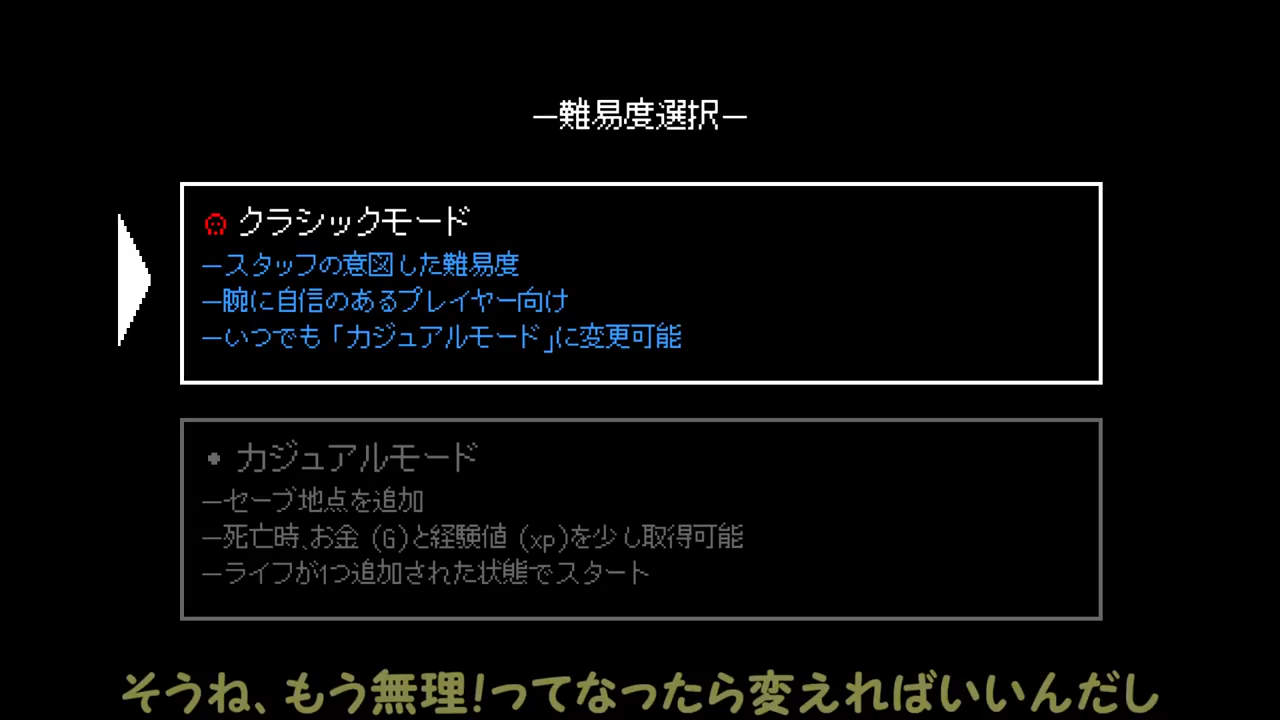 —難易度選択—
クラシックモード
—スタッフの意図した難易度
—腕に自信のあるプレイヤー向け
—いつでも「カジュアルモード」に変更可能
カジュアルモード
—セーブ地点を追加
—死亡時、お金 (G)と経験値 (xp)を少し取得可能
—ライフが1つ追加された状態でスタート
そうね、もう無理!ってなったら変えればいいんだし